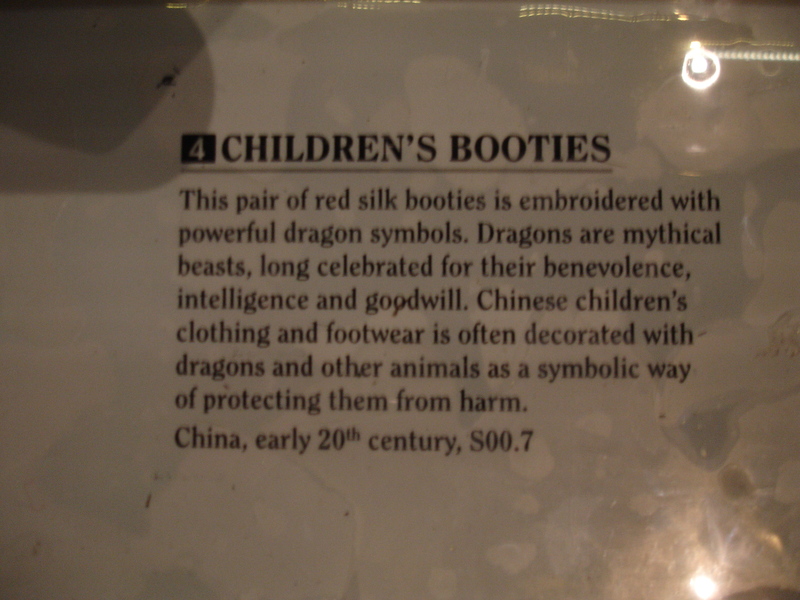 4 CHILDREN'S BOOTIES
This pair of red silk booties is embroidered with
powerful dragon symbols. Dragons are mythical
beasts, long celebrated for their benevolence,
intelligence and goodwill. Chinese children's
clothing and footwear is often decorated with
dragons and other animals as a symbolic way
of protecting them from harm.
China, early 20th century, S00.7